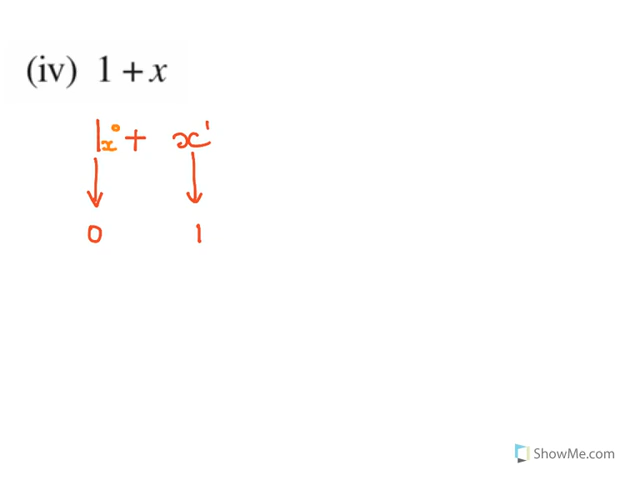 (iv) 1 + x
1x⁰ + x¹
0 1
ShowMe.com